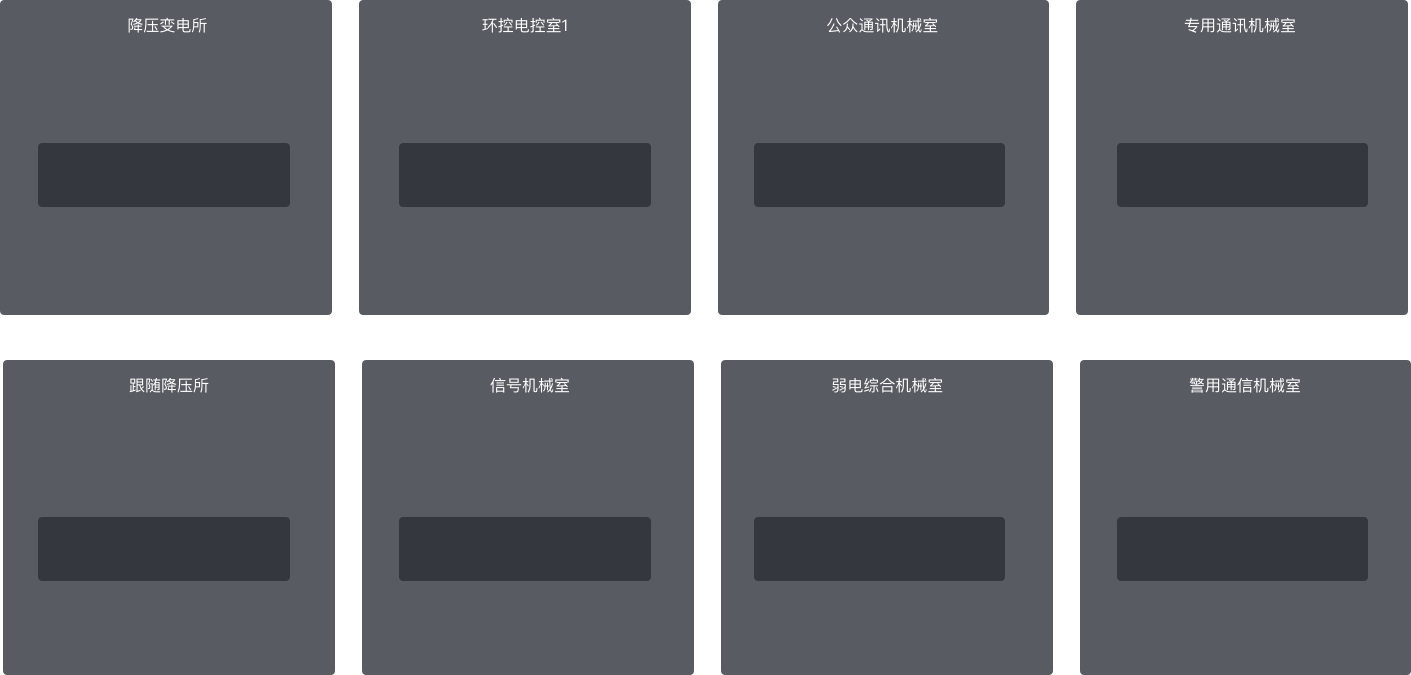 降压变电所
环控电控室1
公众通讯机械室
专用通讯机械室
跟随降压所
信号机械室
弱电综合机械室
警用通信机械室